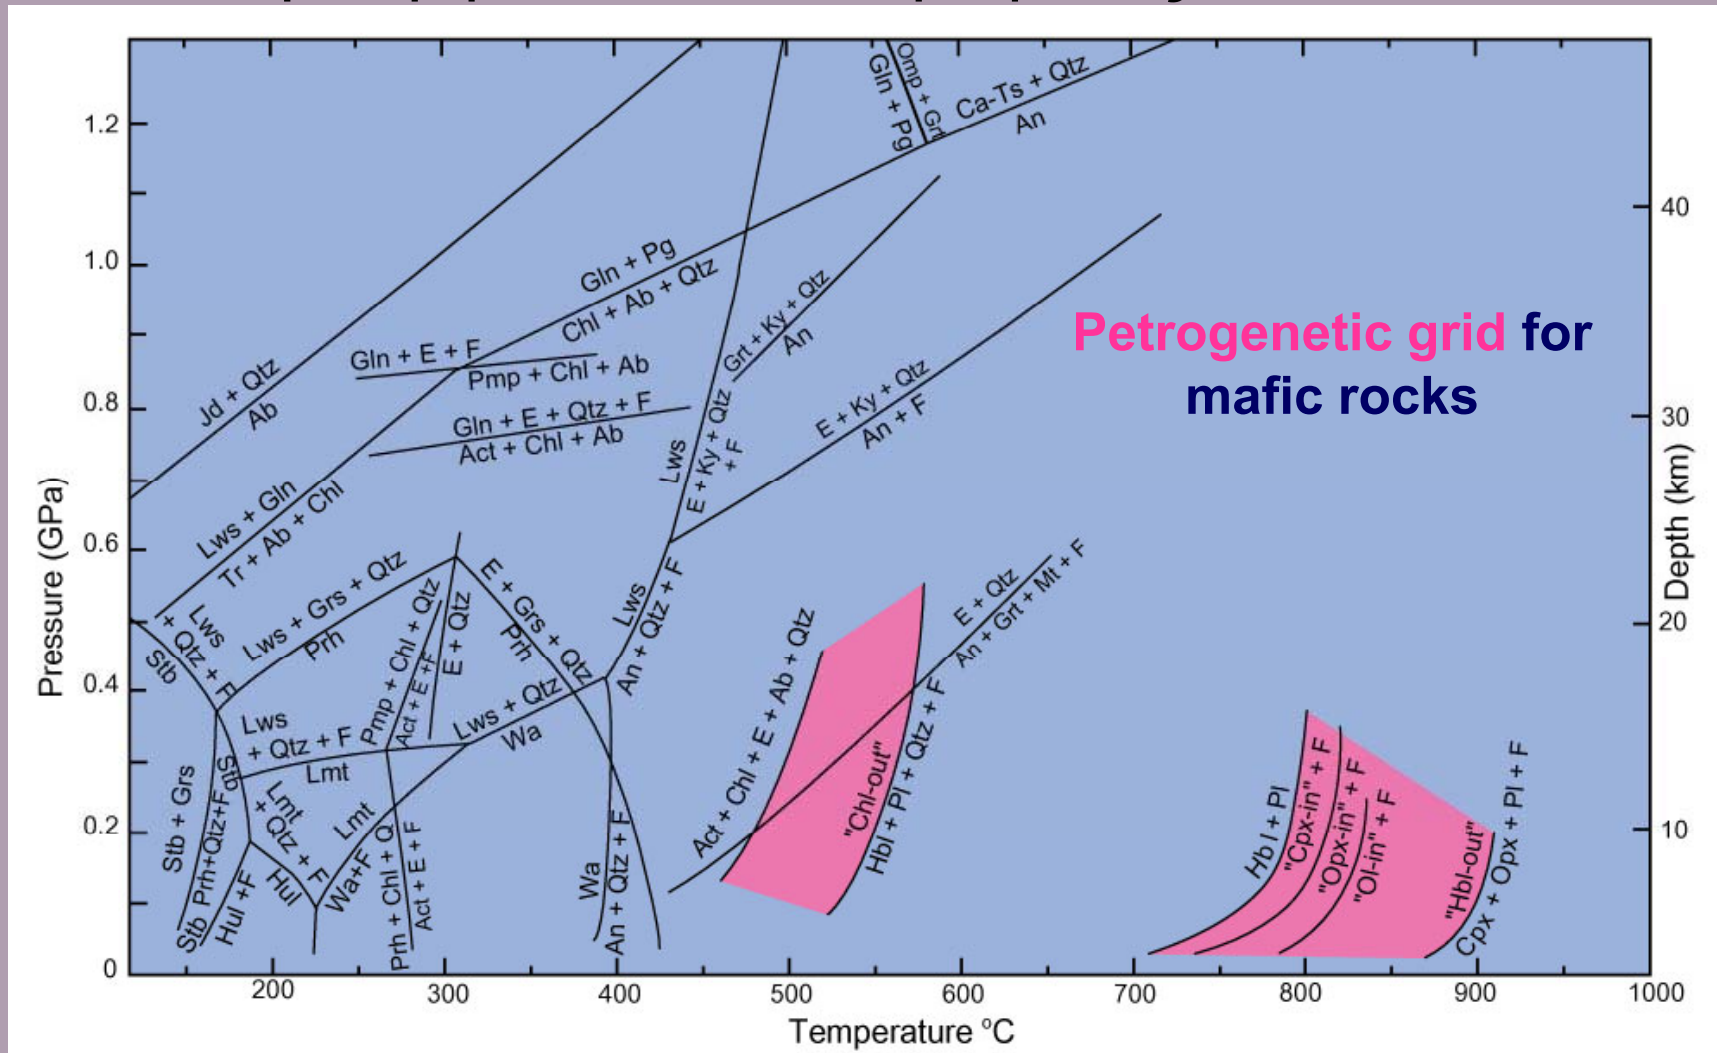 1.2
1.0
0.8
0.6
0.4
0.2
0
Pressure (GPa)
200
300
400
500
600
700
800
900
1000
Temperature °C
40
30
20
10
Depth (km)
Petrogenetic grid for
mafic rocks
Jd + Qtz
Ab
Gln + E + F
Pmp + Chl + Ab
Gln + Pg
Chl + Ab + Qtz
Gln + E + Qtz + F
Act + Chl + Ab
Lws + Gln
Tr + Ab + Chl
Gln + Pg
Omp + Grt
Ca-Ts + Qtz
An
Grt + Ky + Qtz
An
E + Ky + Qtz
An + F
Lws
E + Ky + Qtz
+ F
Lws
An + Qtz + F
Lws
+ Qtz + F
Stb
Lws + Grs + Qtz
Prh
E + Grs + Qtz
Prh
Pmp + Chl + Qtz
Act + E +F
E + Qtz
Lws
+ Qtz + F
Lmt
Lws + Qtz
Wa
Stb
Lmt
+ Qtz + F
Hul
Stb + Grs
Prh+Qtz+F
Stb
Hul +F
Lmt
Wa+F
Prh + Chl + Q
Act + E + F
Wa
An + Qtz + F
Act + Chl + E + Ab + Qtz
"Chl-out"
Hbl + Pl + Qtz + F
E + Qtz
An + Grt + Mt + F
Hb l + Pl
"Cpx-in" + F
"Opx-in" + F
"Ol-in" + F
"Hbl-out"
Cpx + Opx + Pl + F